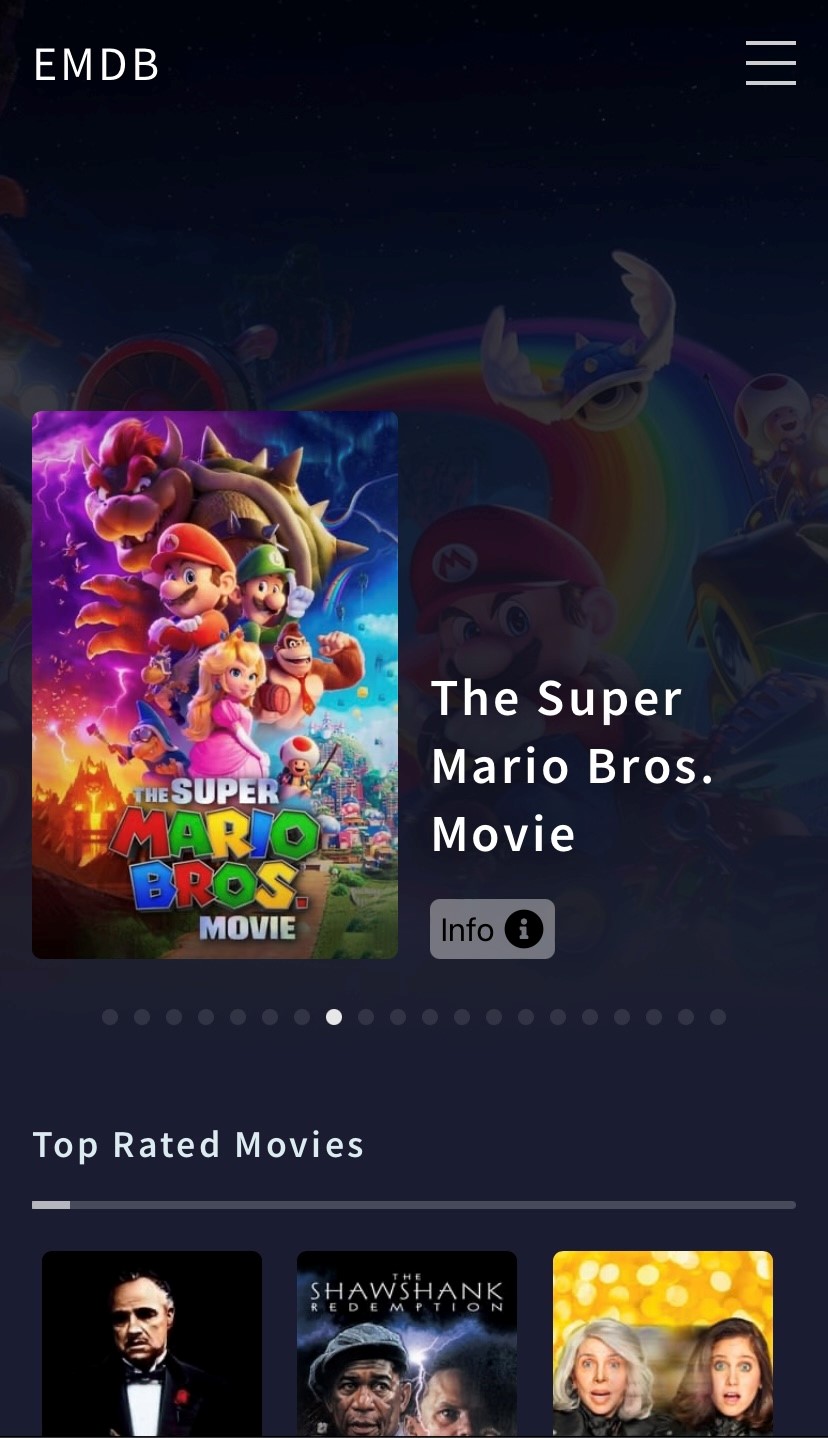 EMDB
THE SUPER
MARIO
BROS.
MOVIE
The Super
Mario Bros.
Movie
Info
Top Rated Movies
THE
SHAWSHANK
REDEMPTION